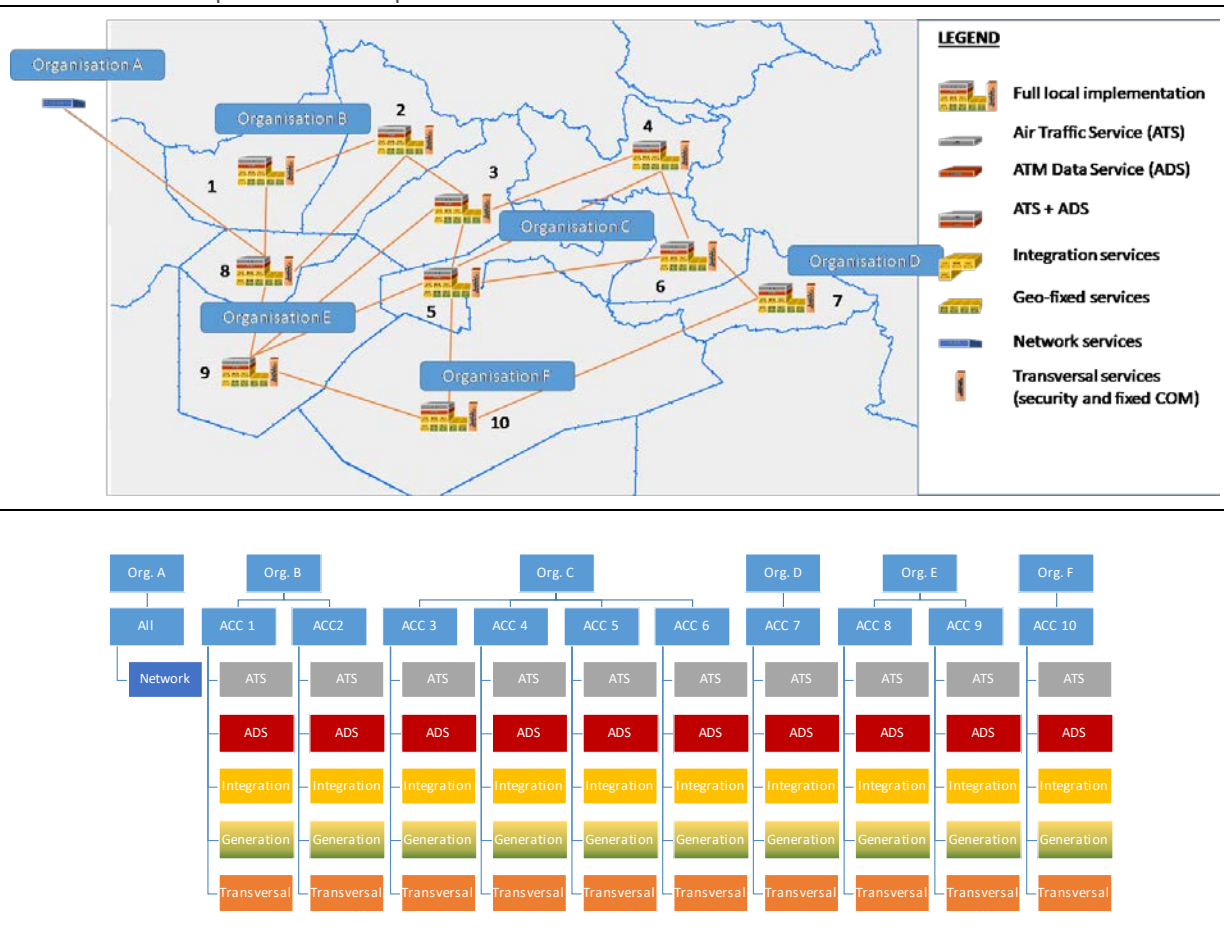 LEGEND
Organisation A
Full local implementation
2
Organisation B
4
Air Traffic Service (ATS)
ATM Data Service (ADS)
3
1
ATS + ADS
Organisation C
Integration services
Organisation D
8
6
7
Geo-fixed services
5
Organisation E
Network services
9
Organisation F
Transversal services
(security and fixed COM)
10
Org. A
Org. B
Org. C
Org. D
Org. E
Org. F
All
ACC 1
ACC2
ACC 3
ACC 4
ACC 5
ACC 6
ACC 7
ACC 8
ACC 9
ACC 10
Network
ATS
ATS
ATS
ATS
ATS
ATS
ATS
ATS
ATS
ATS
ADS
ADS
ADS
ADS
ADS
ADS
ADS
ADS
ADS
ADS
Integration
Integration
Integration
Integration
Integration
Integration
Integration
Integration
Integration
Integration
Generation
Generation
Generation
Generation
Generation
Generation
Generation
Generation
Generation
Generation
Transversal
Transversal
Transversal
Transversal
Transversal
Transversal
Transversal
Transversal
Transversal
Transversal